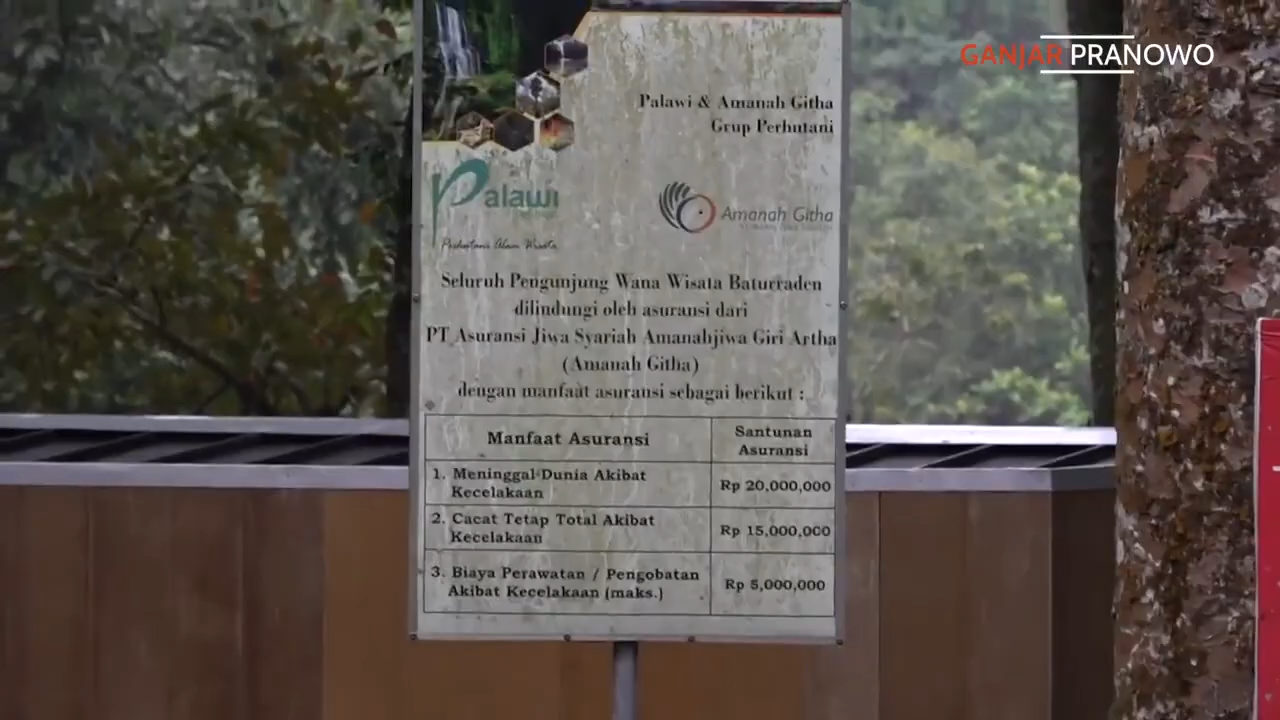 GANJAR PRANOWO
Palawi & Amanah Githa
Grup Perhutani
Palawi
Perhutani Alam Wisata
Amanah Githa
Seluruh Pengunjung Wana Wisata Baturraden
dilindungi oleh asuransi dari
PT Asuransi Jiwa Syariah Amanahjiwa Giri Artha
(Amanah Githa)
dengan manfaat asuransi sebagai berikut :
Manfaat Asuransi
Santunan
Asuransi
1. Meninggal Dunia Akibat
Kecelakaan
Rp 20,000,000
2. Cacat Tetap Total Akibat
Kecelakaan
Rp 15,000,000
3. Biaya Perawatan / Pengobatan
Akibat Kecelakaan (maks.)
Rp 5,000,000